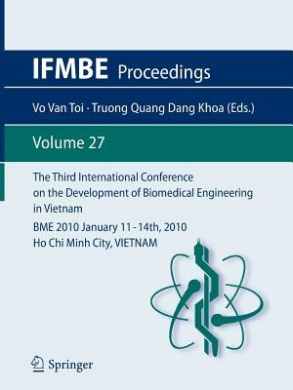 IFMBE Proceedings
Vo Van Toi · Truong Quang Dang Khoa (Eds.)
Volume 27
The Third International Conference
on the Development of Biomedical Engineering
in Vietnam
BME 2010 January 11-14th, 2010
Ho Chi Minh City, VIETNAM
Springer